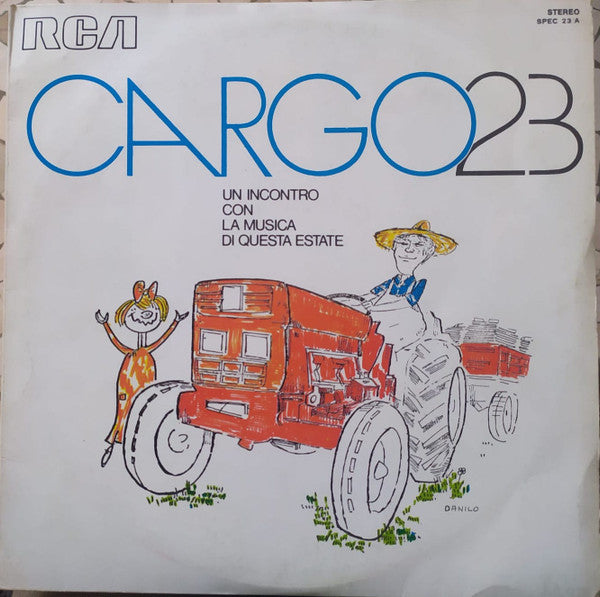 RCA
STEREO
SPEC 23 A
CARGO23
UN INCONTRO
CON
LA MUSICA
DI QUESTA ESTATE
DANILO